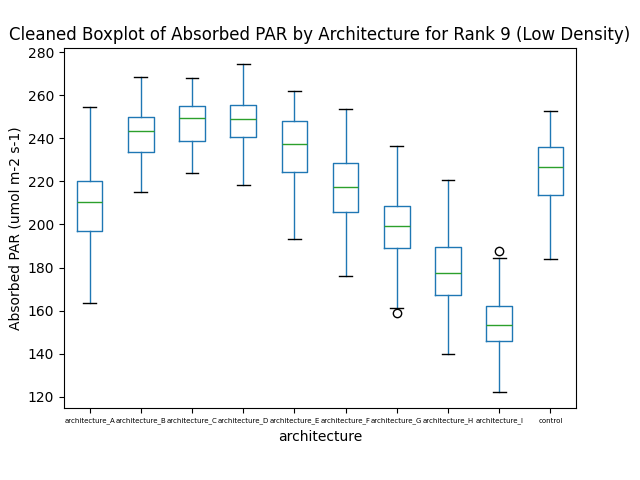 Cleaned Boxplot of Absorbed PAR by Architecture for Rank 9 (Low Density)
Absorbed PAR (umol m-2 s-1)
280
260
240
220
200
180
160
140
120
architecture_A architecture_B architecture_C architecture_D architecture_E architecture_F architecture_G architecture_H architecture_I control
architecture